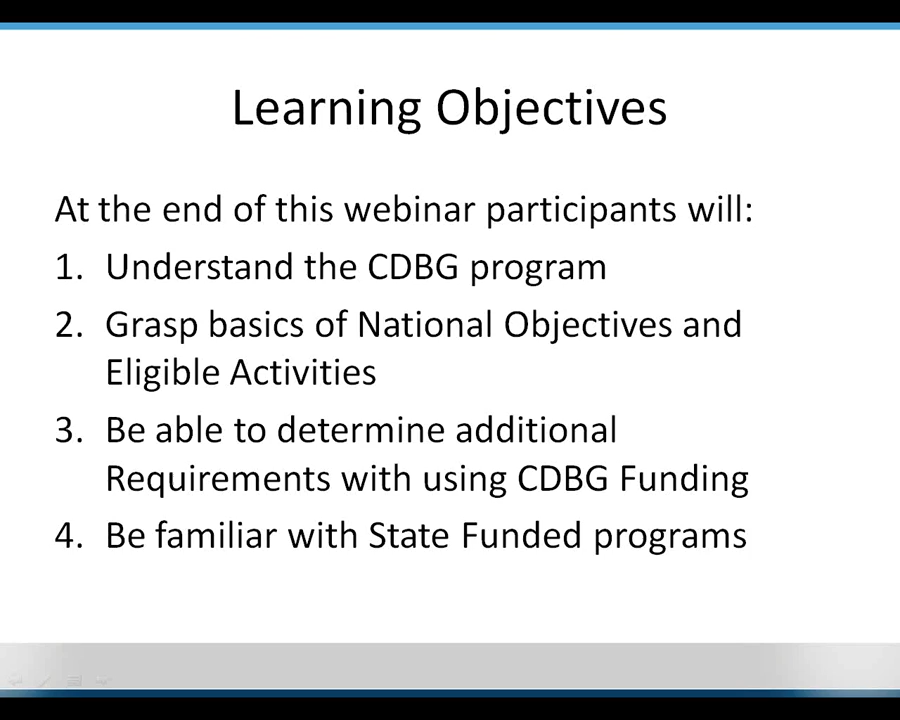 Learning Objectives
At the end of this webinar participants will:
1. Understand the CDBG program
2. Grasp basics of National Objectives and
Eligible Activities
3. Be able to determine additional
Requirements with using CDBG Funding
4. Be familiar with State Funded programs